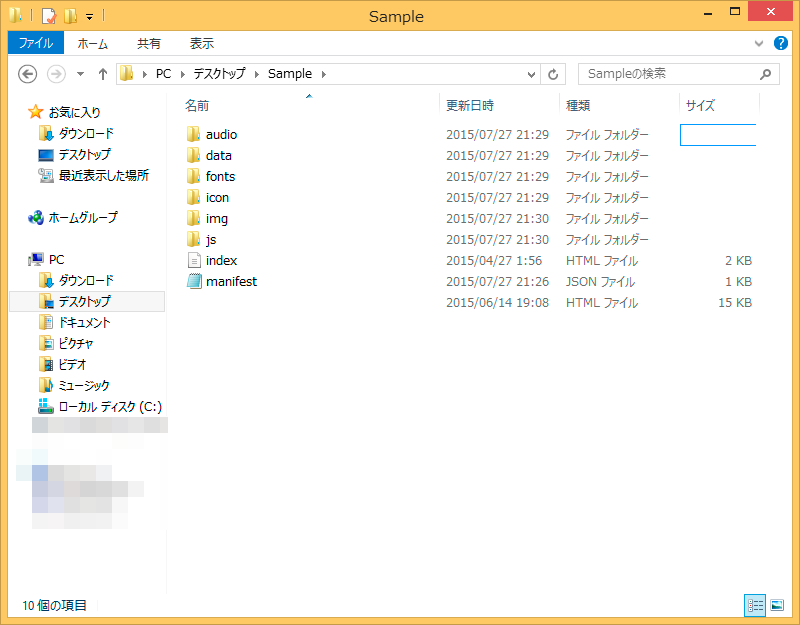 Sample
ファイル ホーム 共有 表示
PC デスクトップ Sample Sampleの検索
名前 更新日時 種類 サイズ
お気に入り
ダウンロード
デスクトップ
最近表示した場所
ホームグループ
PC
ダウンロード
デスクトップ
ドキュメント
ピクチャ
ビデオ
ミュージック
ローカル ディスク (C:)
audio 2015/07/27 21:29 ファイル フォルダー
data 2015/07/27 21:29 ファイル フォルダー
fonts 2015/07/27 21:29 ファイル フォルダー
icon 2015/07/27 21:29 ファイル フォルダー
img 2015/07/27 21:30 ファイル フォルダー
js 2015/07/27 21:30 ファイル フォルダー
index 2015/04/27 1:56 HTML ファイル 2 KB
manifest 2015/07/27 21:26 JSON ファイル 1 KB
2015/06/14 19:08 HTML ファイル 15 KB
10 個の項目